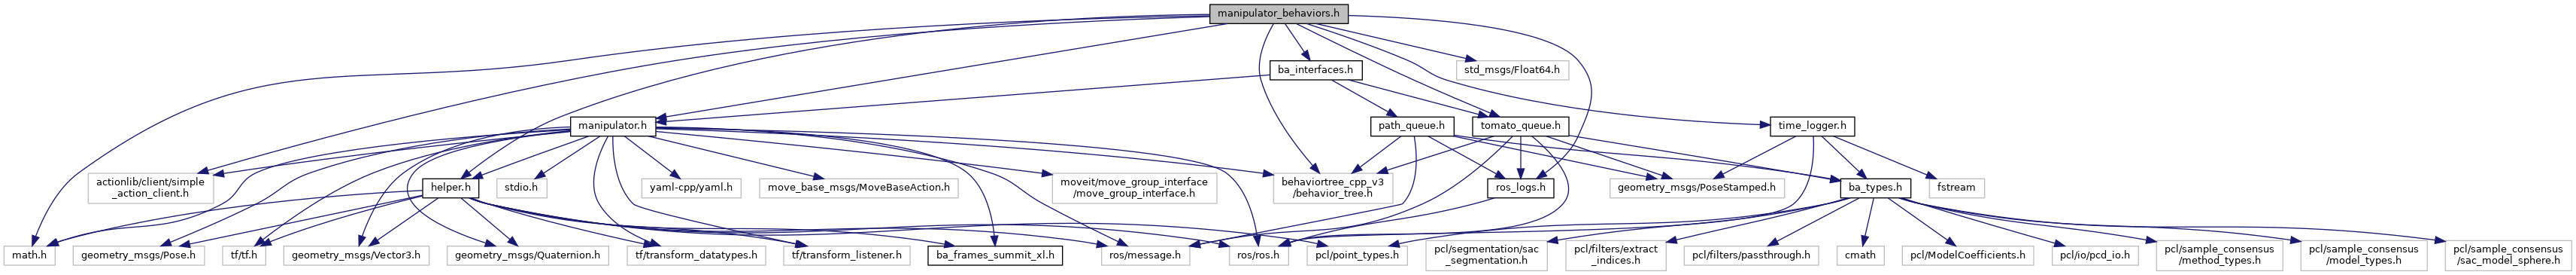 manipulator_behaviors.h
ba_interfaces.h
std_msgs/Float64.h
manipulator.h
path_queue.h
tomato_queue.h
time_logger.h
actionlib/client/simple
_action_client.h
helper.h
stdio.h
yaml-cpp/yaml.h
move_base_msgs/MoveBaseAction.h
moveit/move_group_interface
/move_group_interface.h
behaviortree_cpp_v3
/behavior_tree.h
ros_logs.h
geometry_msgs/PoseStamped.h
ba_types.h
fstream
math.h
geometry_msgs/Pose.h
tf/tf.h
geometry_msgs/Vector3.h
geometry_msgs/Quaternion.h
tf/transform_datatypes.h
tf/transform_listener.h
ba_frames_summit_xl.h
ros/message.h
ros/ros.h
pcl/point_types.h
pcl/segmentation/sac
_segmentation.h
pcl/filters/extract
_indices.h
pcl/filters/passthrough.h
cmath
pcl/ModelCoefficients.h
pcl/io/pcd_io.h
pcl/sample_consensus
/method_types.h
pcl/sample_consensus
/model_types.h
pcl/sample_consensus
/sac_model_sphere.h